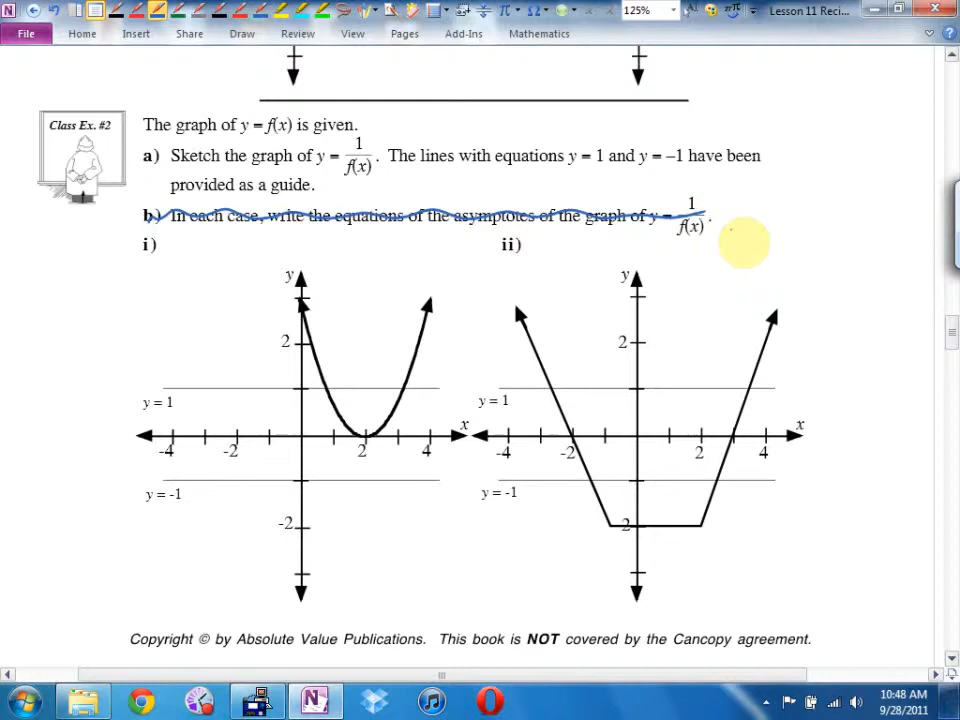 125%
Lesson 11 Reci...
File Home Insert Share Draw Review View Pages Add-Ins Mathematics
Class Ex. #2
The graph of y = f(x) is given.
a) Sketch the graph of y = 1/f(x). The lines with equations y = 1 and y = –1 have been
provided as a guide.
b) In each case, write the equations of the asymptotes of the graph of y = 1/f(x).
i) ii)
y y
2 2
y = 1 y = 1
x x
-4 -2 2 4 -4 -2 2 4
y = -1 y = -1
-2 2
Copyright © by Absolute Value Publications. This book is NOT covered by the Cancopy agreement.
10:48 AM
9/28/2011